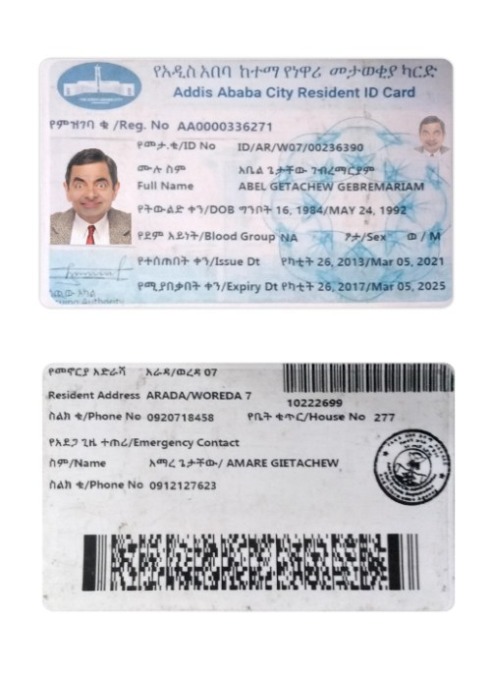 የአዲስ አበባ ከተማ የነዋሪ መታወቂያ ካርድ
Addis Ababa City Resident ID Card
የምዝገባ ቁ /Reg. No AA0000336271
የመታ.ቁ/ID No ID/AR/W07/00236390
ሙሉ ስም አቤል ጌታቸው ገብረማርያም
Full Name ABEL GETACHEW GEBREMARIAM
የትውልድ ቀን/DOB ግንቦት 16, 1984/MAY 24, 1992
የደም አይነት/Blood Group NA ፆታ/Sex ወ / M
የተሰጠበት ቀን/Issue Dt የካቲት 26, 2013/Mar 05, 2021
የሚያበቃበት ቀን/Expiry Dt የካቲት 26, 2017/Mar 05, 2025
Authority
የመኖርያ አድራሻ አራዳ/ወረዳ 07
Resident Address ARADA/WOREDA 7
10222699
ስልክ ቁ/Phone No 0920718458 የቤት ቁጥር/House No 277
የአደጋ ጊዜ ተጠሪ/Emergency Contact
ስም/Name አማረ ጌታቸው/ AMARE GIETACHEW
ስልክ ቁ/Phone No 0912127623